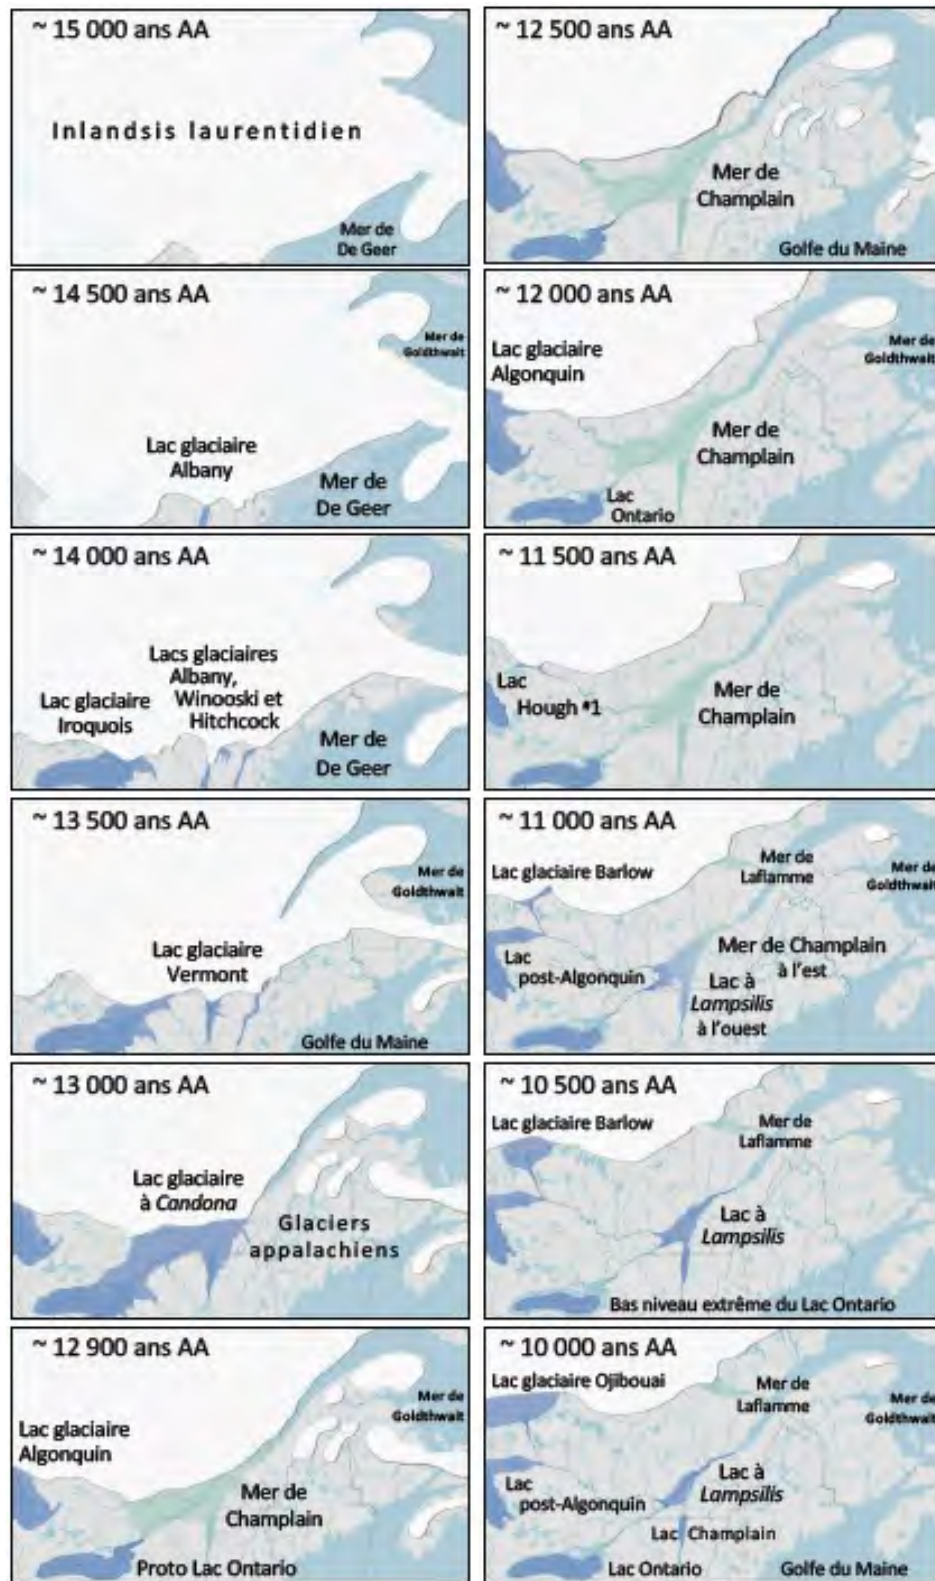 ~ 15 000 ans AA
Inlandsis laurentidien
Mer de
De Geer
~ 14 500 ans AA
Mer de
Goldthwait
Lac glaciaire
Albany
Mer de
De Geer
~ 14 000 ans AA
Lacs glaciaires
Albany,
Winooski et
Hitchcock
Lac glaciaire
Iroquois
Mer de
De Geer
~ 13 500 ans AA
Mer de
Goldthwait
Lac glaciaire
Vermont
Golfe du Maine
~ 13 000 ans AA
Lac glaciaire
à Candona
Glaciers
appalachiens
~ 12 900 ans AA
Mer de
Goldthwait
Lac glaciaire
Algonquin
Mer de
Champlain
Proto Lac Ontario
~ 12 500 ans AA
Mer de
Champlain
Golfe du Maine
~ 12 000 ans AA
Lac glaciaire
Algonquin
Mer de
Goldthwait
Mer de
Champlain
Lac
Ontario
~ 11 500 ans AA
Lac
Hough #1
Mer de
Champlain
~ 11 000 ans AA
Lac glaciaire Barlow
Mer de
Laflamme
Mer de
Goldthwait
Lac
post-Algonquin
Mer de Champlain
à l'est
Lac à
Lampsilis
à l'ouest
~ 10 500 ans AA
Lac glaciaire Barlow
Mer de
Laflamme
Lac à
Lampsilis
Bas niveau extrême du Lac Ontario
~ 10 000 ans AA
Lac glaciaire Ojibouai
Mer de
Laflamme
Mer de
Goldthwait
Lac
post-Algonquin
Lac à
Lampsilis
Lac Champlain
Lac Ontario
Golfe du Maine